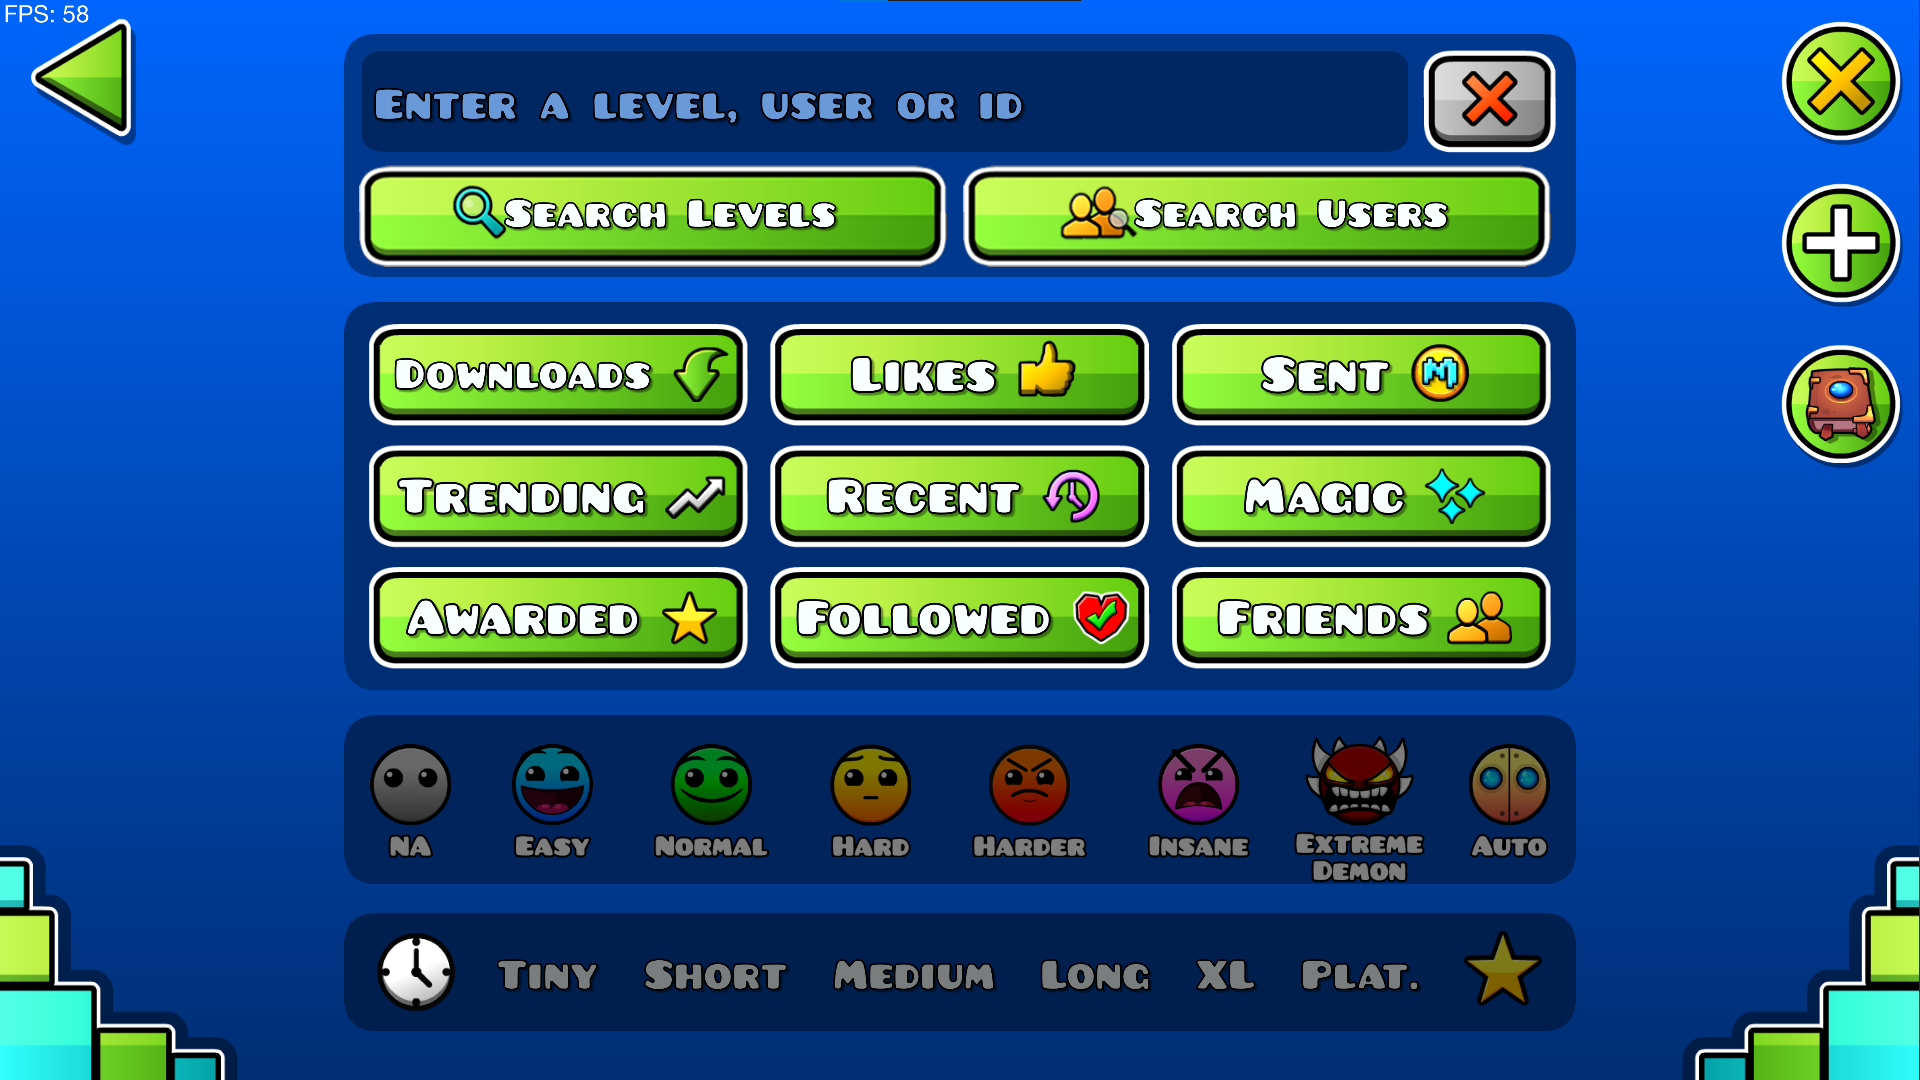 FPS: 58
Enter a level, user or id
Search Levels
Search Users
Downloads
Likes
Sent
Trending
Recent
Magic
Awarded
Followed
Friends
NA
Easy
Normal
Hard
Harder
Insane
Extreme
Demon
Auto
Tiny
Short
Medium
Long
XL
Plat.